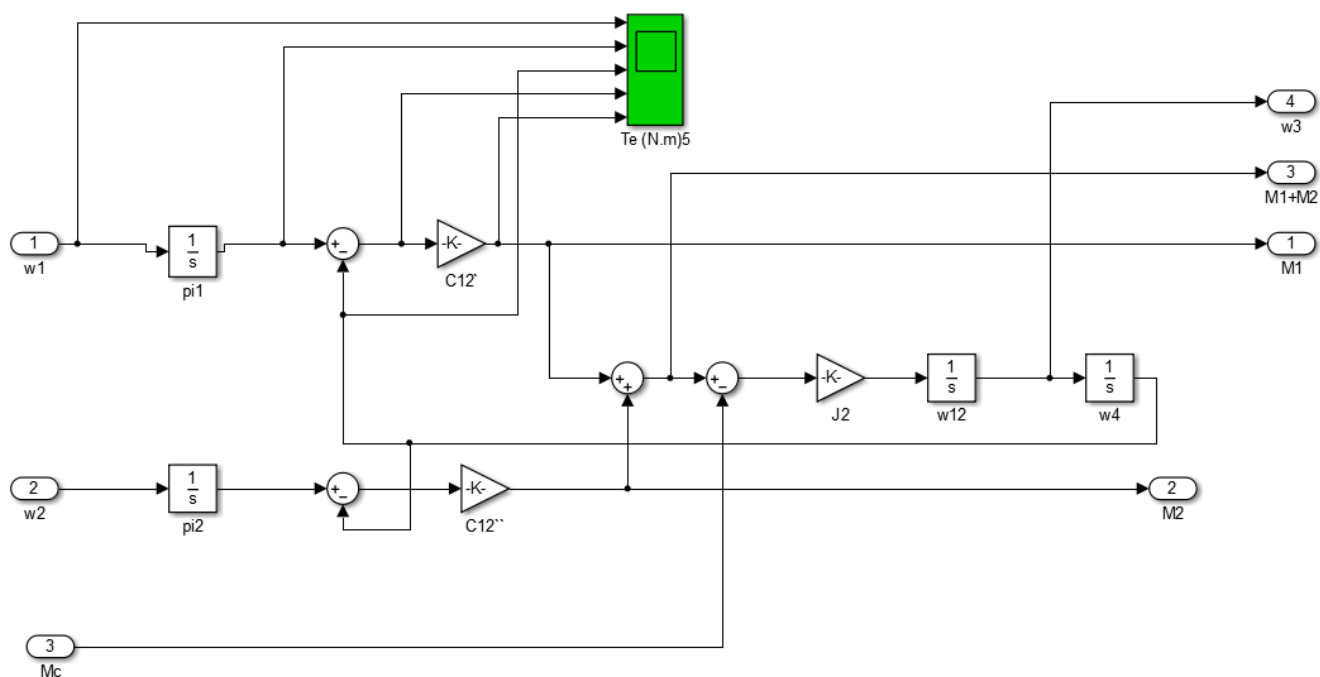 Te (N.m)5
4
w3
3
M1+M2
1
w1
1
s
pi1
+
−
-K-
C12`
1
M1
+
+
+
−
-K-
J2
1
s
w12
1
s
w4
2
w2
1
s
pi2
+
−
-K-
C12``
2
M2
3
Mc